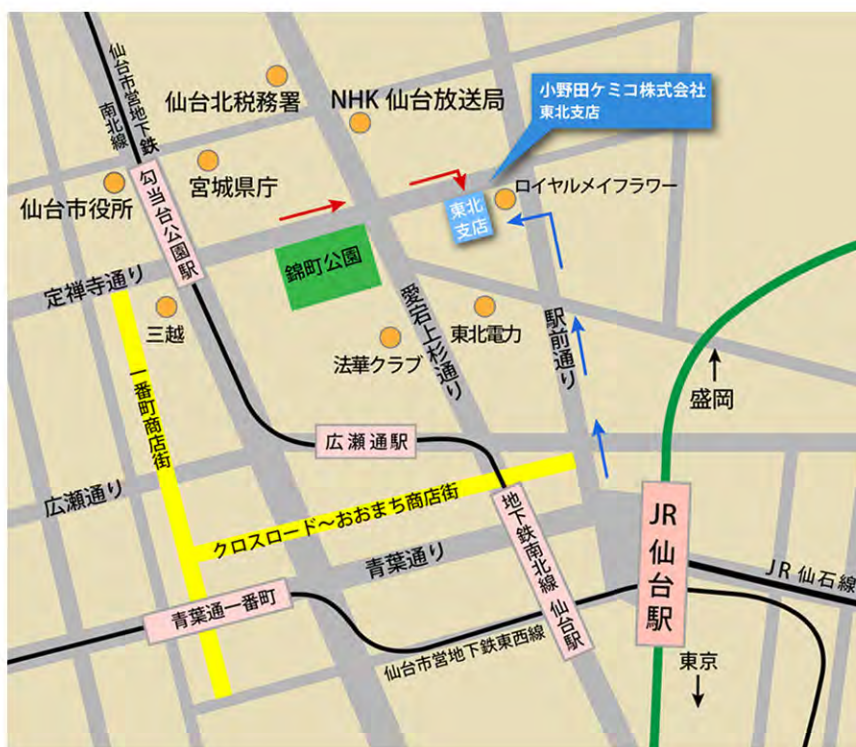 仙台市営地下鉄
南北線
仙台北税務署
NHK 仙台放送局
小野田ケミコ株式会社
東北支店
宮城県庁
仙台市役所
勾当台公園駅
ロイヤルメイフラワー
東北
支店
錦町公園
定禅寺通り
三越
愛宕上杉通り
東北電力
駅前通り
法華クラブ
盛岡
一番町商店街
広瀬通駅
広瀬通り
クロスロード～おおまち商店街
地下鉄南北線 仙台駅
JR仙台駅
青葉通り
JR 仙石線
青葉通一番町
仙台市営地下鉄東西線
東京